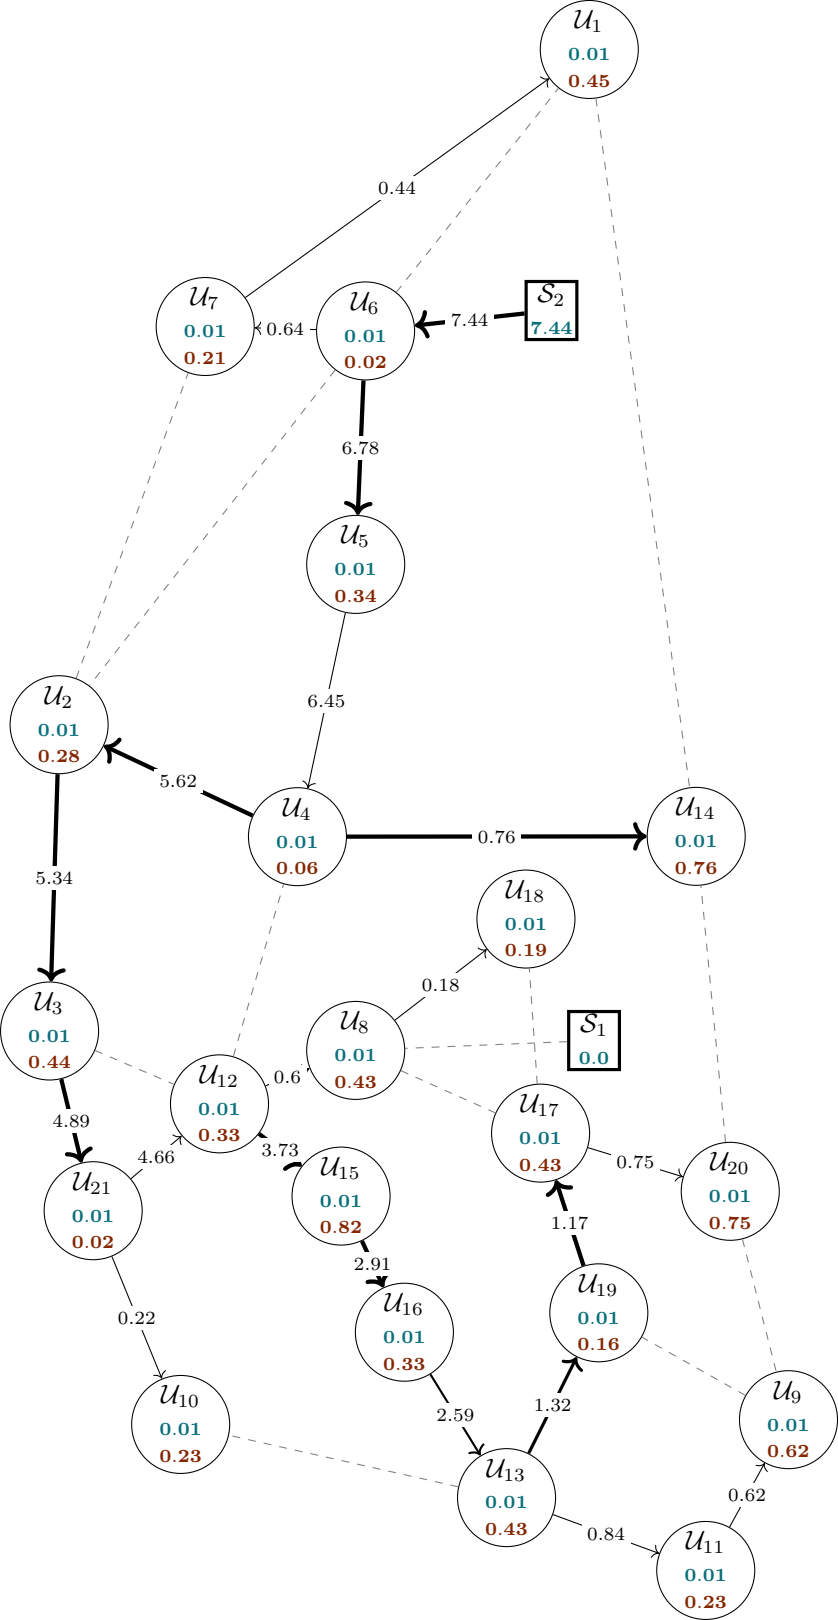 𝒰₁
0.01
0.45
0.44
𝒰₇
0.01
0.21
0.64
𝒰₆
0.01
0.02
7.44
𝒮₂
7.44
6.78
𝒰₅
0.01
0.34
6.45
𝒰₂
0.01
0.28
5.62
𝒰₄
0.01
0.06
0.76
𝒰₁₄
0.01
0.76
5.34
𝒰₁₈
0.01
0.19
0.18
𝒰₃
0.01
0.44
𝒰₈
0.01
0.43
𝒮₁
0.0
𝒰₁₂
0.01
0.33
0.6
4.89
4.66
3.73
𝒰₁₇
0.01
0.43
0.75
𝒰₂₀
0.01
0.75
𝒰₂₁
0.01
0.02
𝒰₁₅
0.01
0.82
1.17
2.91
0.22
𝒰₁₆
0.01
0.33
𝒰₁₉
0.01
0.16
𝒰₁₀
0.01
0.23
2.59
1.32
𝒰₉
0.01
0.62
𝒰₁₃
0.01
0.43
0.62
0.84
𝒰₁₁
0.01
0.23